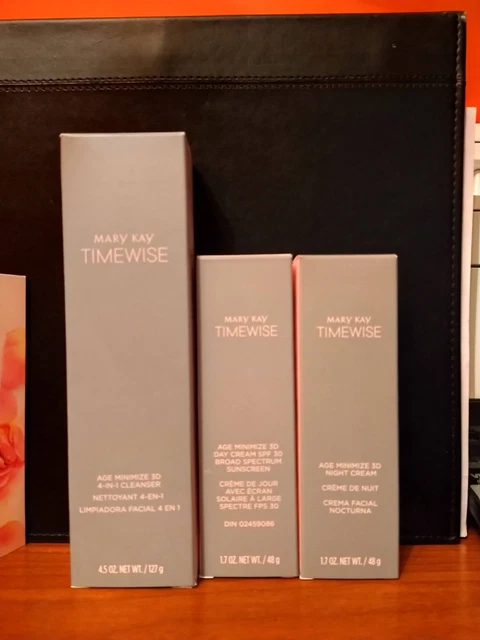 MARY KAY
TIMEWISE
AGE MINIMIZE 3D
4-IN-1 CLEANSER
NETTOYANT 4-EN-1
LIMPIADORA FACIAL 4 EN 1
4.5 OZ. NET WT. / 127 g
MARY KAY
TIMEWISE
AGE MINIMIZE 3D
DAY CREAM SPF 30
BROAD SPECTRUM
SUNSCREEN
CRÈME DE JOUR
AVEC ÉCRAN
SOLAIRE À LARGE
SPECTRE FPS 30
DIN 02459086
1.7 OZ. NET WT. / 48 g
MARY KAY
TIMEWISE
AGE MINIMIZE 3D
NIGHT CREAM
CRÈME DE NUIT
CREMA FACIAL
NOCTURNA
1.7 OZ. NET WT. / 48 g